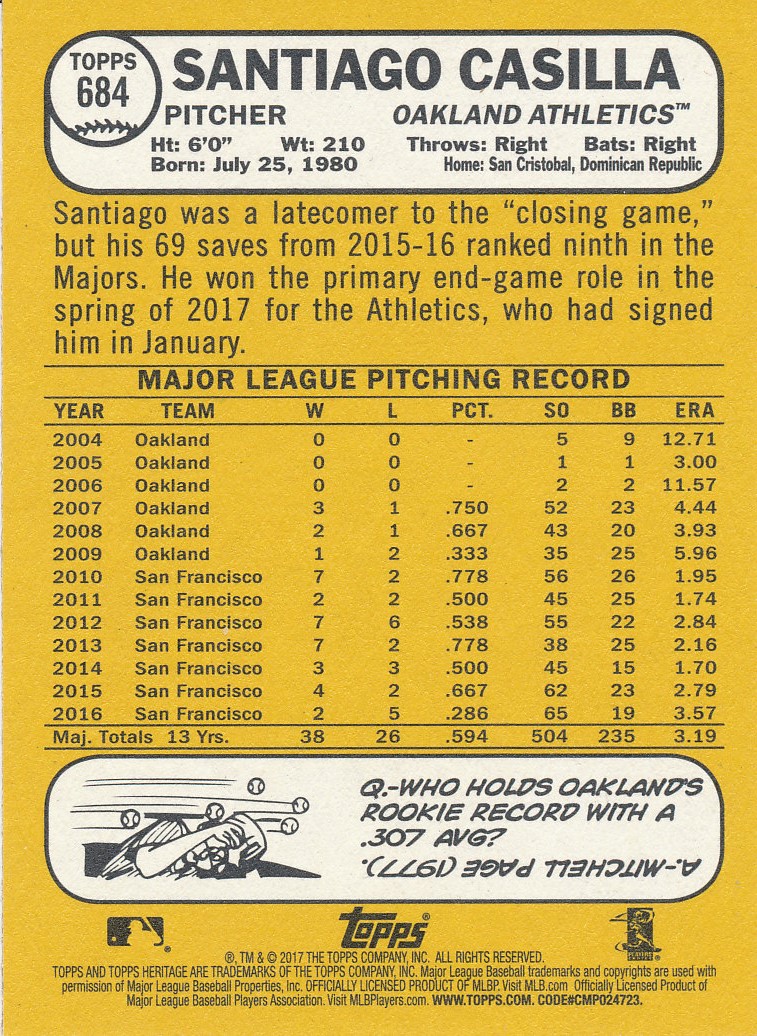 TOPPS
684
SANTIAGO CASILLA
PITCHER OAKLAND ATHLETICS™
Ht: 6'0" Wt: 210 Throws: Right Bats: Right
Born: July 25, 1980 Home: San Cristobal, Dominican Republic
Santiago was a latecomer to the “closing game,”
but his 69 saves from 2015-16 ranked ninth in the
Majors. He won the primary end-game role in the
spring of 2017 for the Athletics, who had signed
him in January.
MAJOR LEAGUE PITCHING RECORD
YEAR TEAM W L PCT. SO BB ERA
2004 Oakland 0 0 - 5 9 12.71
2005 Oakland 0 0 - 1 1 3.00
2006 Oakland 0 0 - 2 2 11.57
2007 Oakland 3 1 .750 52 23 4.44
2008 Oakland 2 1 .667 43 20 3.93
2009 Oakland 1 2 .333 35 25 5.96
2010 San Francisco 7 2 .778 56 26 1.95
2011 San Francisco 2 2 .500 45 25 1.74
2012 San Francisco 7 6 .538 55 22 2.84
2013 San Francisco 7 2 .778 38 25 2.16
2014 San Francisco 3 3 .500 45 15 1.70
2015 San Francisco 4 2 .667 62 23 2.79
2016 San Francisco 2 5 .286 65 19 3.57
Maj. Totals 13 Yrs. 38 26 .594 504 235 3.19
Q.-WHO HOLDS OAKLAND'S
ROOKIE RECORD WITH A
.307 AVG?
A.-MITCHELL PAGE (1977).
topps®
®, TM & © 2017 THE TOPPS COMPANY, INC. ALL RIGHTS RESERVED.
TOPPS AND TOPPS HERITAGE ARE TRADEMARKS OF THE TOPPS COMPANY, INC. Major League Baseball trademarks and copyrights are used with
permission of Major League Baseball Properties, Inc. OFFICIALLY LICENSED PRODUCT OF MLBP. Visit MLB.com Officially Licensed Product of
Major League Baseball Players Association. Visit MLBPlayers.com. WWW.TOPPS.COM. CODE#CMP024723.